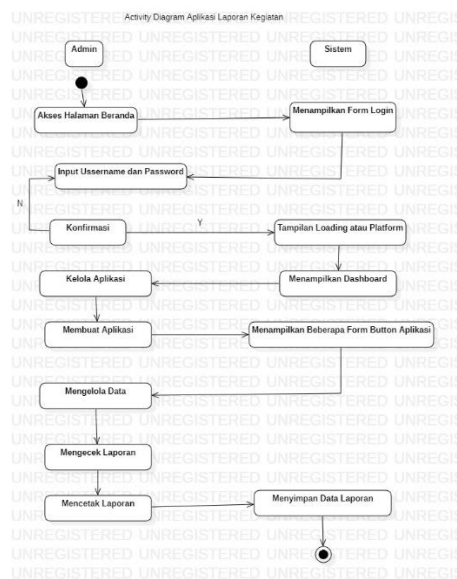 Activity Diagram Aplikasi Laporan Kegiatan
Admin
Sistem
Akses Halaman Beranda
Menampilkan Form Login
Input Ussername dan Password
N
Konfirmasi
Y
Tampilan Loading atau Platform
Kelola Aplikasi
Menampilkan Dashboard
Membuat Aplikasi
Menampilkan Beberapa Form Button Aplikasi
Mengelola Data
Mengecek Laporan
Mencetak Laporan
Menyimpan Data Laporan
UNREGISTERED